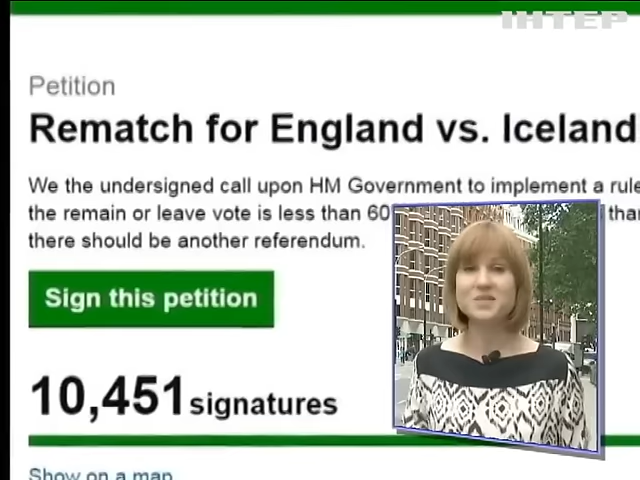 ІНТЕР
Petition
Rematch for England vs. Iceland
We the undersigned call upon HM Government to implement a rule
the remain or leave vote is less than 60 than
there should be another referendum.
Sign this petition
10,451 signatures
Show on a map